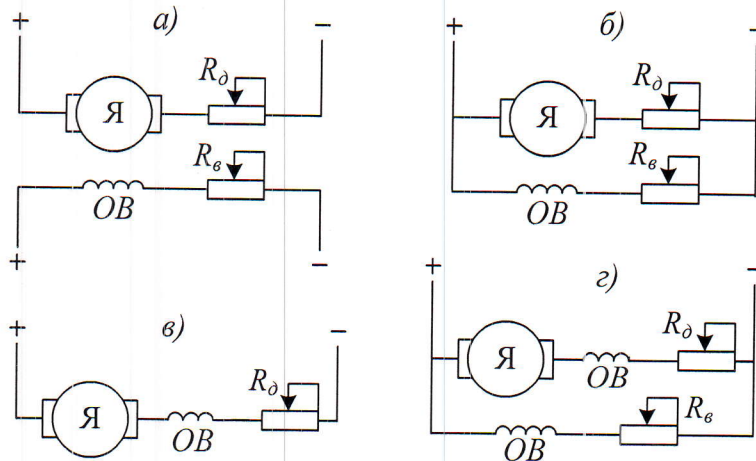 + а) −
Rд
Я
Rв
ОВ
+ −
+ б) −
Rд
Я
Rв
ОВ
+ в) −
Rд
Я
ОВ
+ г) −
Rд
Я
ОВ
Rв
ОВ